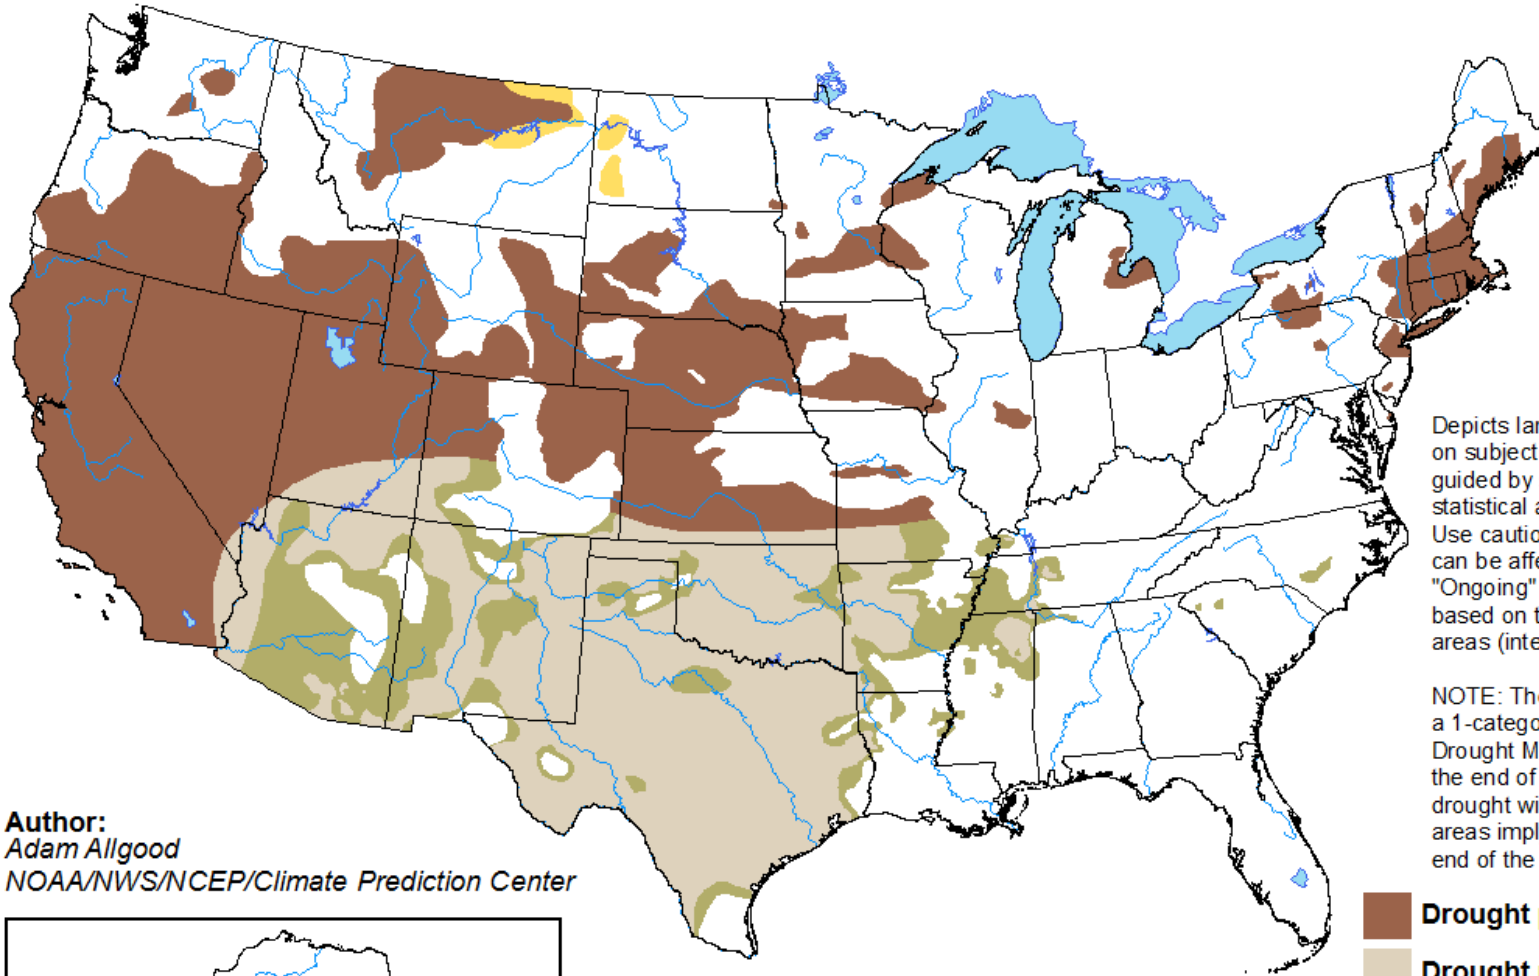 Author:
Adam Allgood
NOAA/NWS/NCEP/Climate Prediction Center
Depicts lar
on subject
guided by
statistical a
Use cautio
can be affe
"Ongoing"
based on t
areas (inte
NOTE: The
a 1-catego
Drought M
the end of
drought wi
areas impl
end of the
Drought
Drought